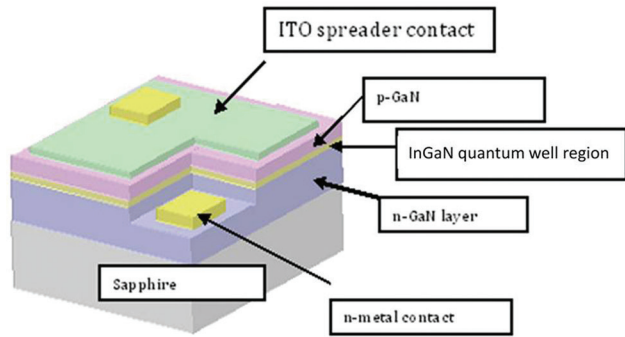 ITO spreader contact
p-GaN
InGaN quantum well region
n-GaN layer
Sapphire
n-metal contact